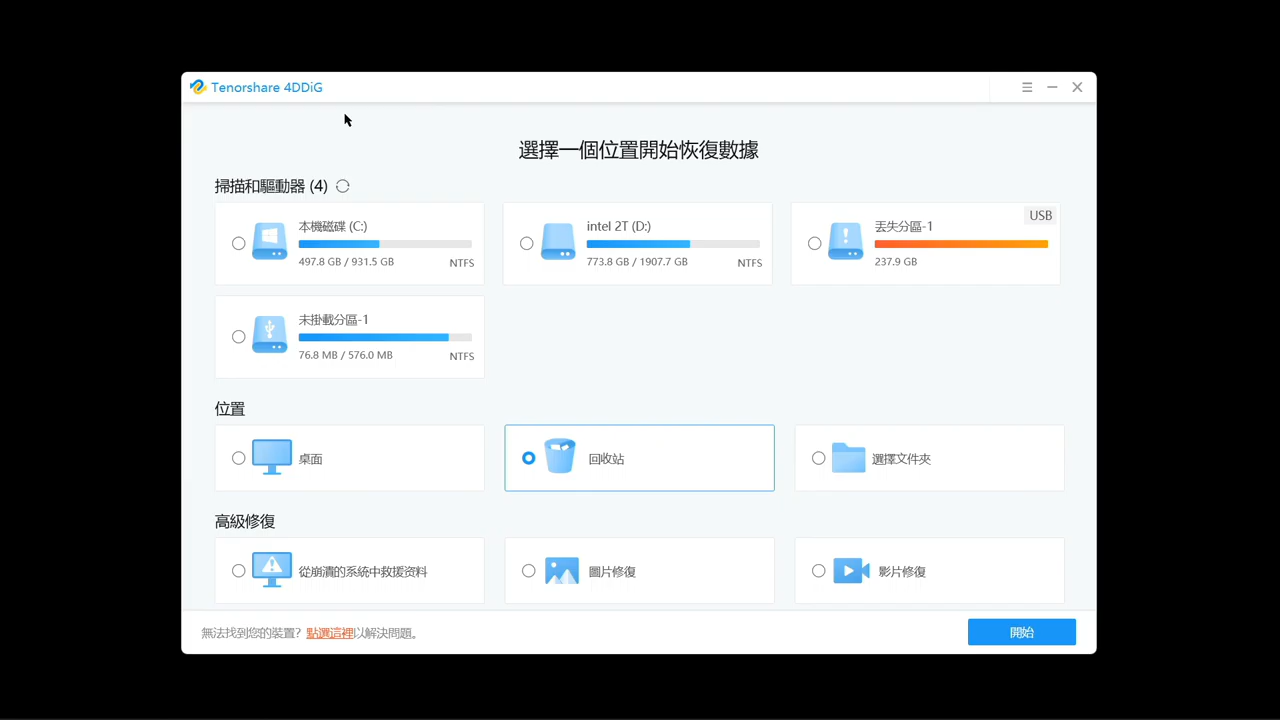 Tenorshare 4DDiG
選擇一個位置開始恢復數據
掃描和驅動器 (4)
本機磁碟 (C:)
497.8 GB / 931.5 GB
NTFS
intel 2T (D:)
773.8 GB / 1907.7 GB
NTFS
USB
丟失分區-1
237.9 GB
未掛載分區-1
76.8 MB / 576.0 MB
NTFS
位置
桌面
回收站
選擇文件夾
高級修復
從崩潰的系統中救援资料
圖片修復
影片修復
無法找到您的裝置? 點選這裡以解決問題。
開始